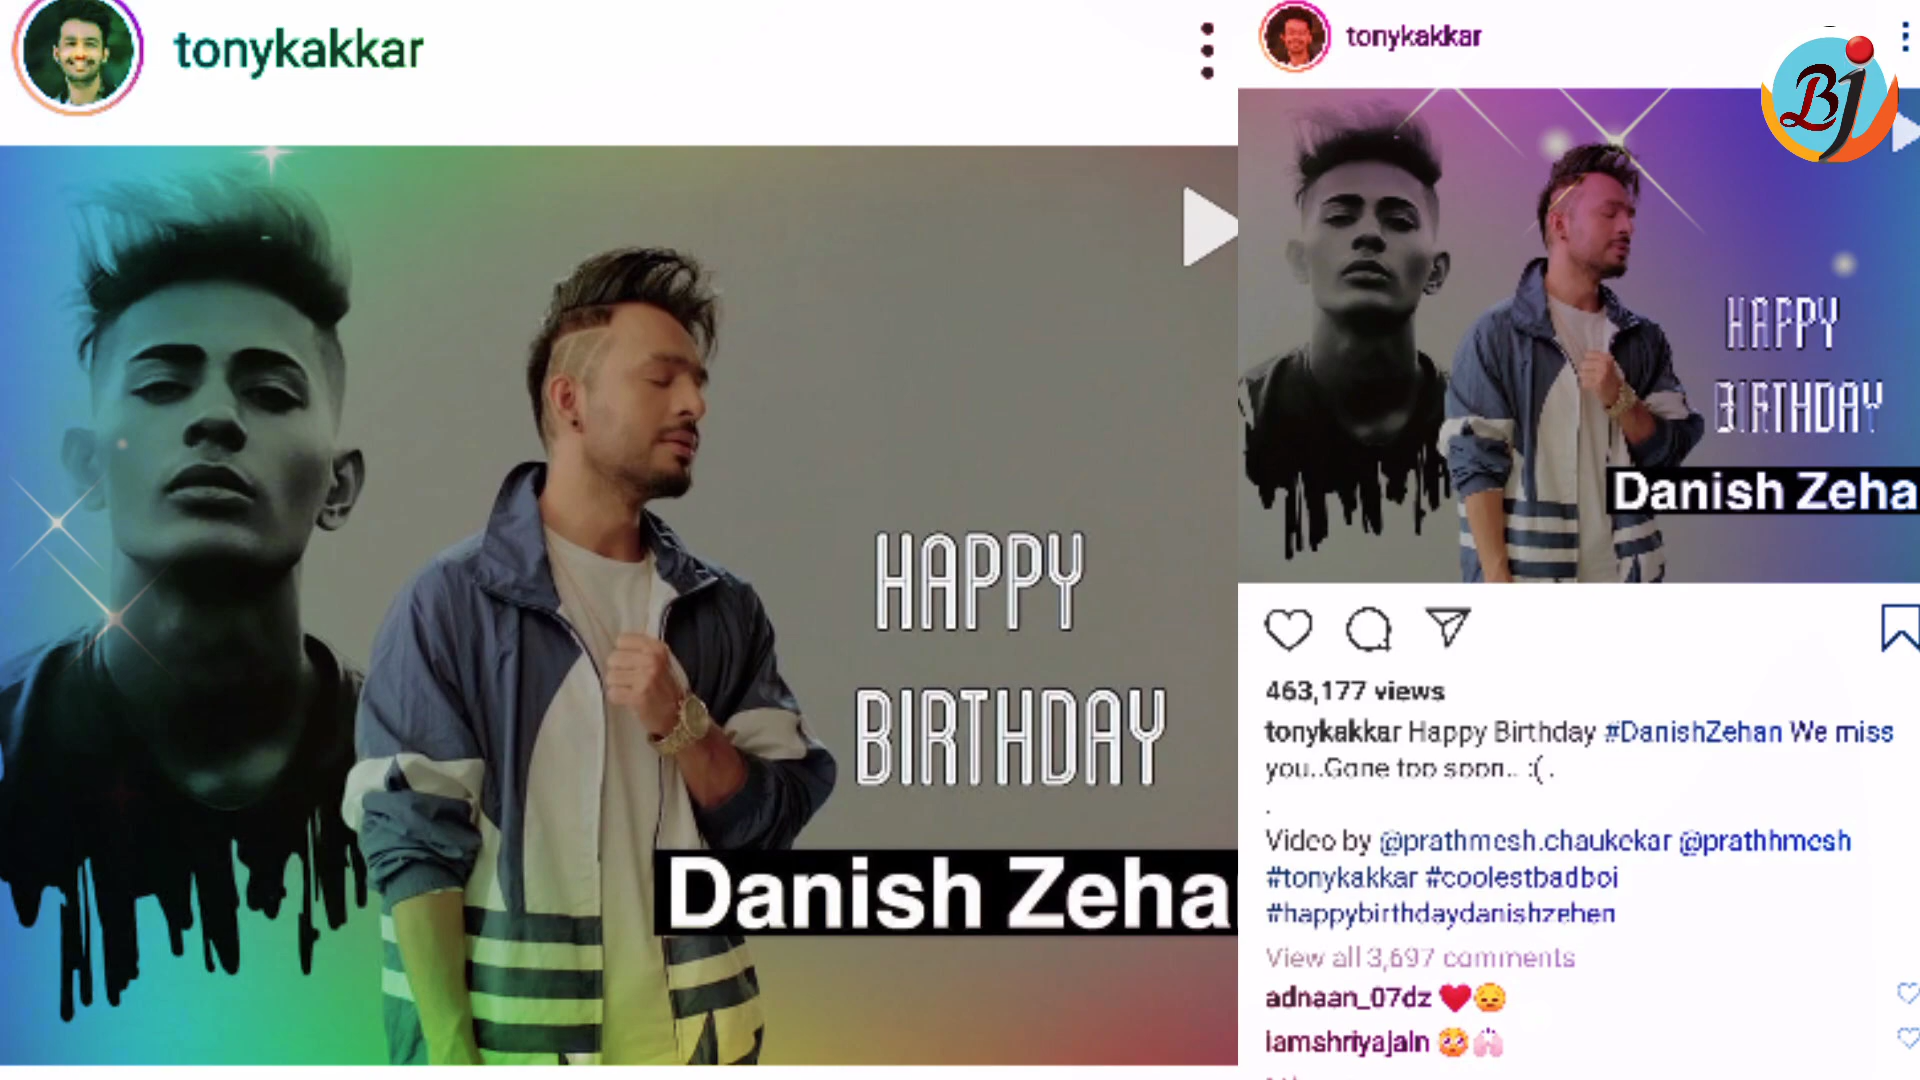 tonykakkar
HAPPY
BIRTHDAY
Danish Zeha
tonykakkar
Bj
HAPPY
BIRTHDAY
Danish Zeha
463,177 views
tonykakkar Happy Birthday #DanishZehan We miss
you..Gone too soon.. :( .
.
Video by @prathmesh.chaukekar @prathhmesh
#tonykakkar #coolestbadboi
#happybirthdaydanishzehen
View all 3,697 comments
adnaan_07dz ❤️😞
iamshriyajain 🥺🫁